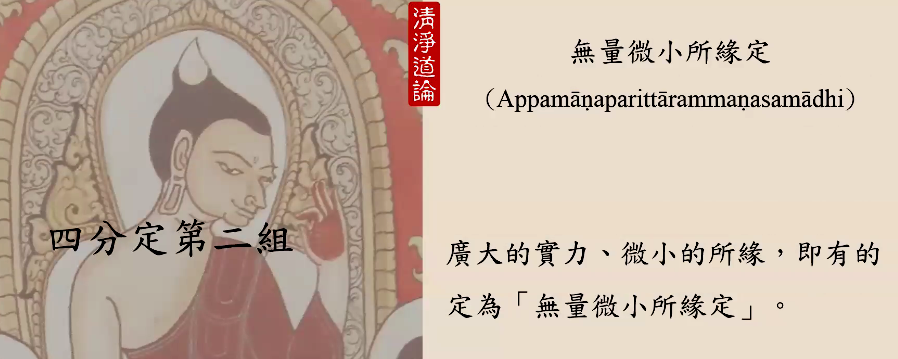 清淨道論
四分定第二組
無量微小所緣定
（Appamāṇaparittārammaṇasamādhi）
廣大的實力、微小的所緣，即有的
定為「無量微小所緣定」。